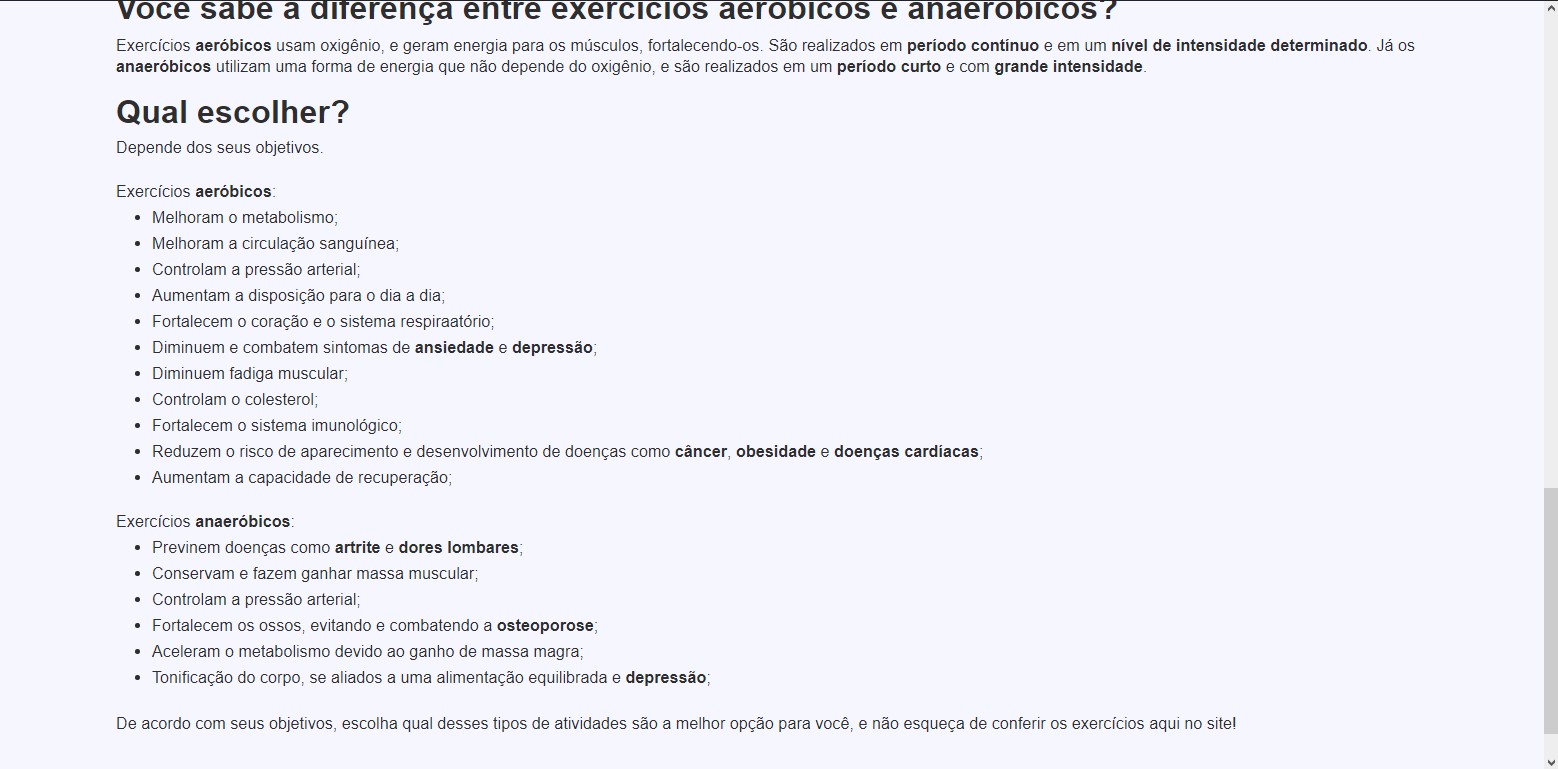 Você sabe a diferença entre exercícios aeróbicos e anaeróbicos?
Exercícios aeróbicos usam oxigênio, e geram energia para os músculos, fortalecendo-os. São realizados em período contínuo e em um nível de intensidade determinado. Já os
anaeróbicos utilizam uma forma de energia que não depende do oxigênio, e são realizados em um período curto e com grande intensidade.
Qual escolher?
Depende dos seus objetivos.
Exercícios aeróbicos:
• Melhoram o metabolismo;
• Melhoram a circulação sanguínea;
• Controlam a pressão arterial;
• Aumentam a disposição para o dia a dia;
• Fortalecem o coração e o sistema respiraatório;
• Diminuem e combatem sintomas de ansiedade e depressão;
• Diminuem fadiga muscular;
• Controlam o colesterol;
• Fortalecem o sistema imunológico;
• Reduzem o risco de aparecimento e desenvolvimento de doenças como câncer, obesidade e doenças cardíacas;
• Aumentam a capacidade de recuperação;
Exercícios anaeróbicos:
• Previnem doenças como artrite e dores lombares;
• Conservam e fazem ganhar massa muscular;
• Controlam a pressão arterial;
• Fortalecem os ossos, evitando e combatendo a osteoporose;
• Aceleram o metabolismo devido ao ganho de massa magra;
• Tonificação do corpo, se aliados a uma alimentação equilibrada e depressão;
De acordo com seus objetivos, escolha qual desses tipos de atividades são a melhor opção para você, e não esqueça de conferir os exercícios aqui no site!